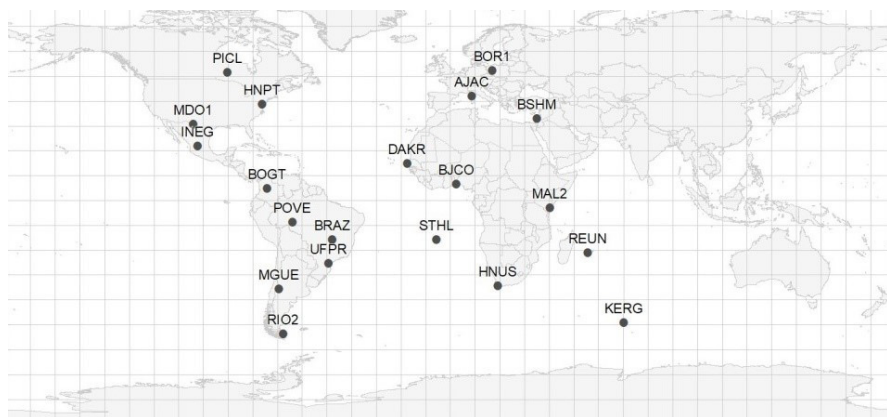 BOR1
PICL
AJAC
HNPT
BSHM
MDO1
INEG
DAKR
BJCO
BOGT
MAL2
POVE
BRAZ
STHL
REUN
UFPR
MGUE
HNUS
KERG
RIO2